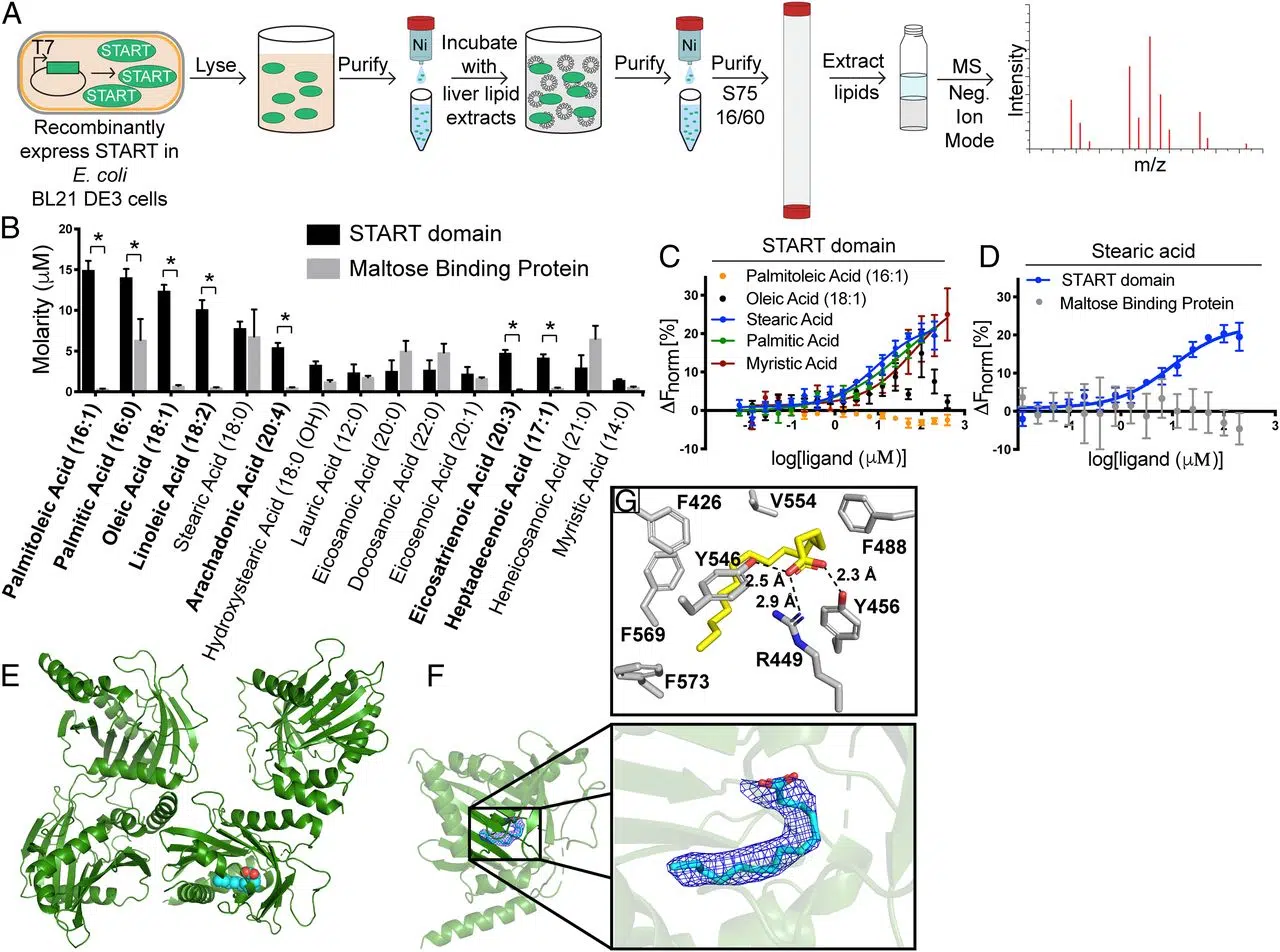 A
T7
START
START
START
Recombinantly
express START in
E. coli
BL21 DE3 cells
Lyse
Purify
Ni
Incubate
with
liver lipid
extracts
Purify
Ni
Purify
S75
16/60
Extract
lipids
MS
Neg.
Ion
Mode
Intensity
m/z
B
Molarity (μM)
20
15
10
5
0
START domain
Maltose Binding Protein
*
*
*
*
*
*
*
Palmitoleic Acid (16:1)
Palmitic Acid (16:0)
Oleic Acid (18:1)
Linoleic Acid (18:2)
Stearic Acid (18:0)
Arachadonic Acid (20:4)
Hydroxystearic Acid (18:0 (OH))
Lauric Acid (12:0)
Eicosanoic Acid (20:0)
Docosanoic Acid (22:0)
Eicosenoic Acid (20:1)
Eicosatrienoic Acid (20:3)
Heptadecenoic Acid (17:1)
Heneicosanoic Acid (21:0)
Myristic Acid (14:0)
C
START domain
Palmitoleic Acid (16:1)
Oleic Acid (18:1)
Stearic Acid
Palmitic Acid
Myristic Acid
ΔFnorm[%]
30
20
10
0
-10
-2
-1
0
1
2
3
log[ligand (μM)]
D
Stearic acid
START domain
Maltose Binding Protein
ΔFnorm[%]
30
20
10
0
-10
-1
0
1
2
3
log[ligand (μM)]
G
F426
V554
F488
Y546
2.5 Å
2.3 Å
2.9 Å
Y456
F569
R449
F573
E
F